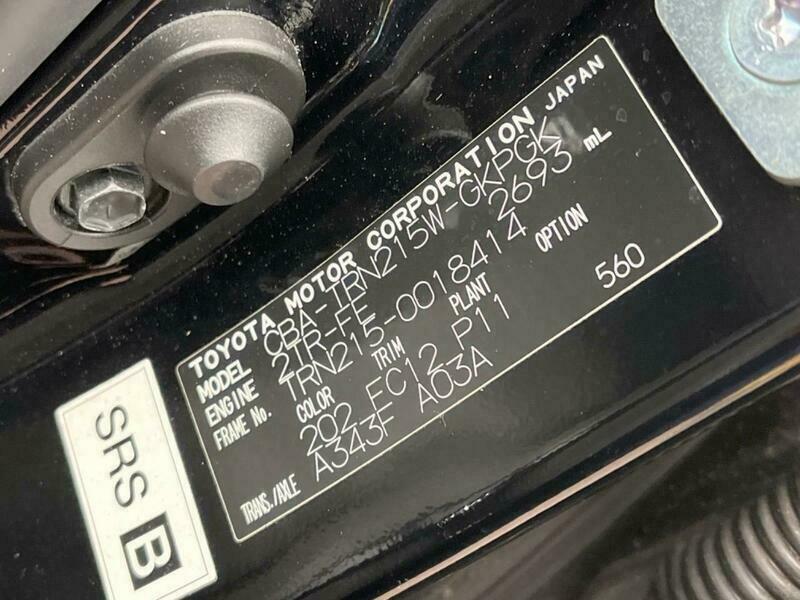 TOYOTA MOTOR CORPORATION JAPAN
MODEL CBA-TRN215W-GKPGK
ENGINE 2TR-FE 2693 mL
FRAME No. TRN215-0018414
COLOR TRIM PLANT OPTION
202 FC12 P11 560
TRANS./AXLE A343F A03A
SRS B